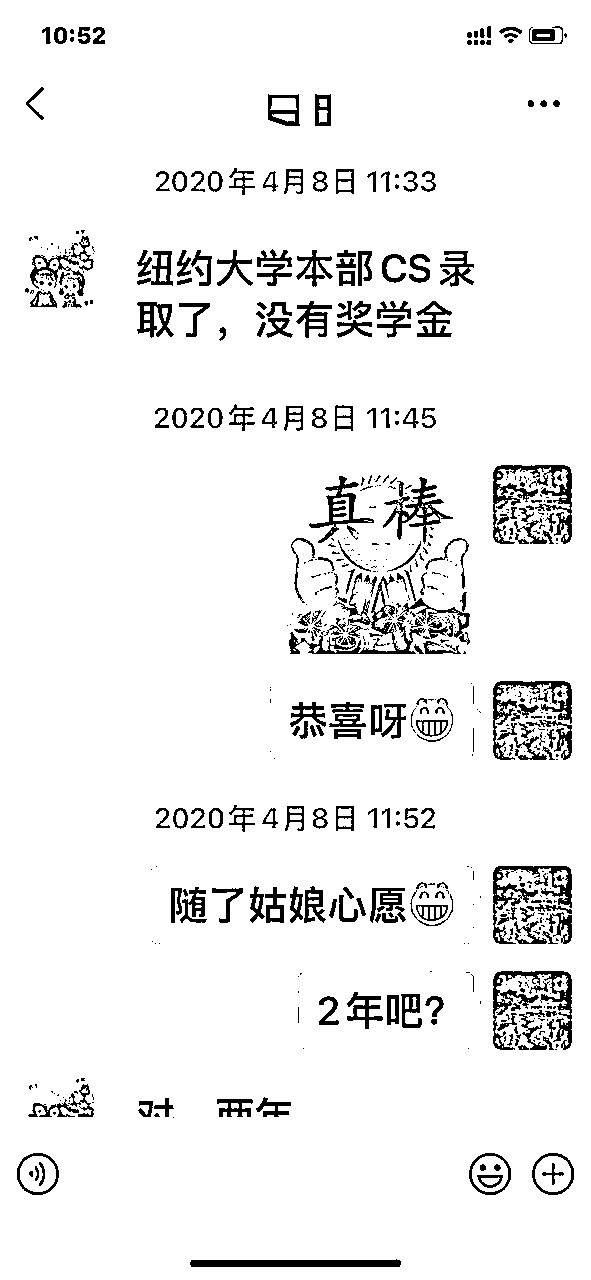 10:52
2020年4月8日 11:33
纽约大学本部CS录
取了，没有奖学金
2020年4月8日 11:45
真棒
恭喜呀
2020年4月8日 11:52
随了姑娘心愿
2年吧？